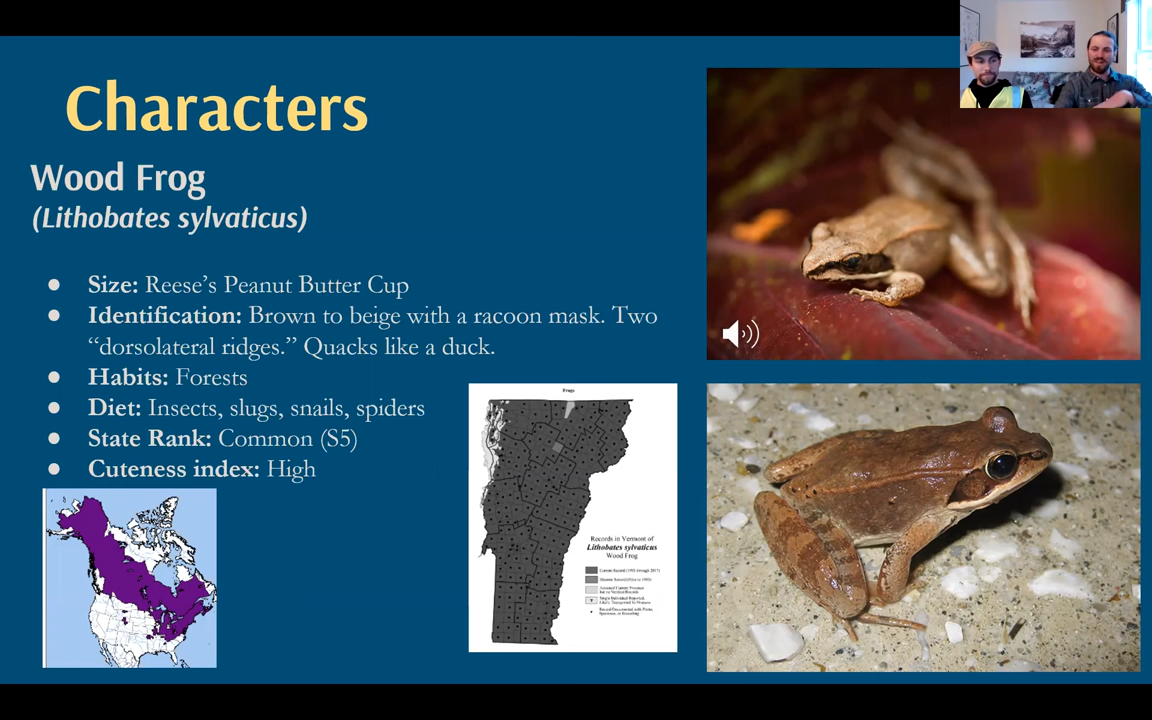 Characters
Wood Frog
(Lithobates sylvaticus)
● Size: Reese’s Peanut Butter Cup
● Identification: Brown to beige with a racoon mask. Two
“dorsolateral ridges.” Quacks like a duck.
● Habits: Forests
● Diet: Insects, slugs, snails, spiders
● State Rank: Common (S5)
● Cuteness index: High
Frogs
Records in Vermont of
Lithobates sylvaticus
Wood Frog